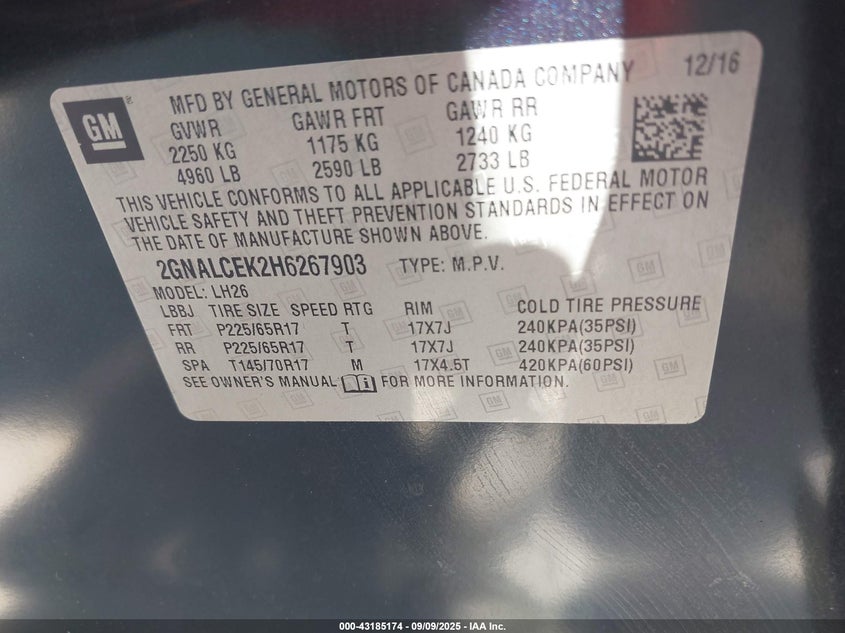 GM
MFD BY GENERAL MOTORS OF CANADA COMPANY 12/16
GVWR GAWR FRT GAWR RR
2250 KG 1175 KG 1240 KG
4960 LB 2590 LB 2733 LB
THIS VEHICLE CONFORMS TO ALL APPLICABLE U.S. FEDERAL MOTOR
VEHICLE SAFETY AND THEFT PREVENTION STANDARDS IN EFFECT ON
THE DATE OF MANUFACTURE SHOWN ABOVE.
2GNALCEK2H6267903 TYPE: M.P.V.
MODEL: LH26
LBBJ TIRE SIZE SPEED RTG RIM COLD TIRE PRESSURE
FRT P225/65R17 T 17X7J 240KPA(35PSI)
RR P225/65R17 T 17X7J 240KPA(35PSI)
SPA T145/70R17 M 17X4.5T 420KPA(60PSI)
SEE OWNER'S MANUAL FOR MORE INFORMATION.
000-43185174 - 09/09/2025 - IAA Inc.